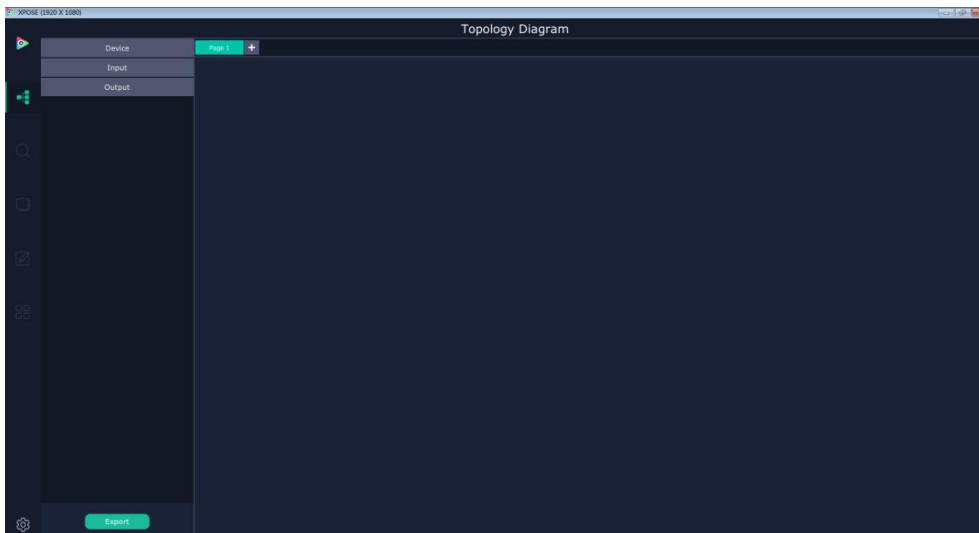 XPOSE (1920 X 1080)
Topology Diagram
Device
Page 1 +
Input
Output
Export